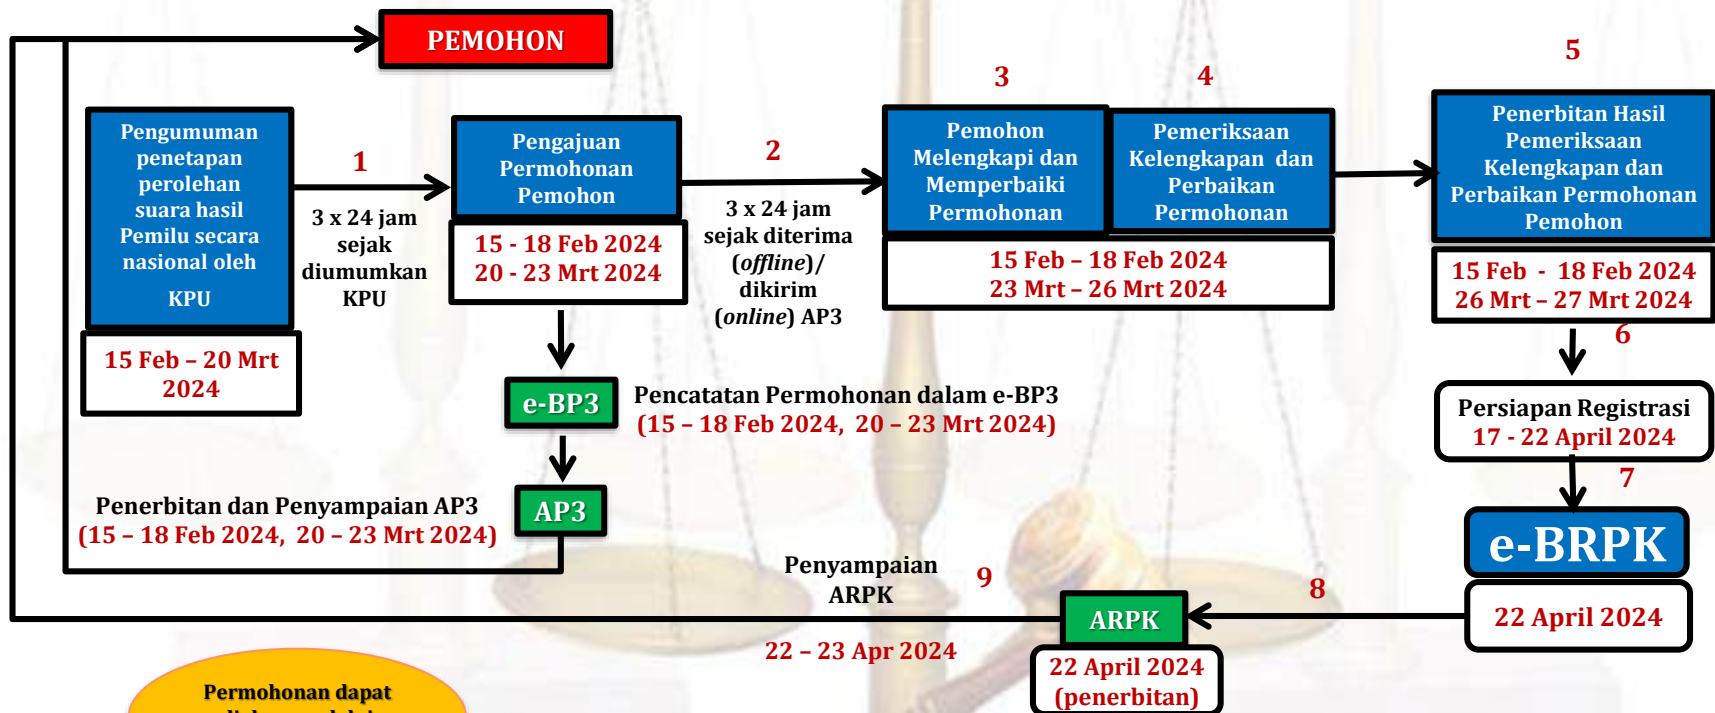 PEMOHON
Pengumuman
penetapan
perolehan
suara hasil
Pemilu secara
nasional oleh
KPU
15 Feb – 20 Mrt
2024
1
3 x 24 jam
sejak
diumumkan
KPU
Pengajuan
Permohonan
Pemohon
15 - 18 Feb 2024
20 - 23 Mrt 2024
2
3 x 24 jam
sejak diterima
(offline)/
dikirim
(online) AP3
3
Pemohon
Melengkapi dan
Memperbaiki
Permohonan
4
Pemeriksaan
Kelengkapan dan
Perbaikan
Permohonan
15 Feb – 18 Feb 2024
23 Mrt – 26 Mrt 2024
5
Penerbitan Hasil
Pemeriksaan
Kelengkapan dan
Perbaikan Permohonan
Pemohon
15 Feb - 18 Feb 2024
26 Mrt – 27 Mrt 2024
6
e-BP3
Pencatatan Permohonan dalam e-BP3
(15 – 18 Feb 2024, 20 – 23 Mrt 2024)
Persiapan Registrasi
17 - 22 April 2024
7
Penerbitan dan Penyampaian AP3
(15 – 18 Feb 2024, 20 – 23 Mrt 2024)
AP3
e-BRPK
22 April 2024
8
ARPK
22 April 2024
(penerbitan)
9
Penyampaian
ARPK
22 – 23 Apr 2024
Permohonan dapat